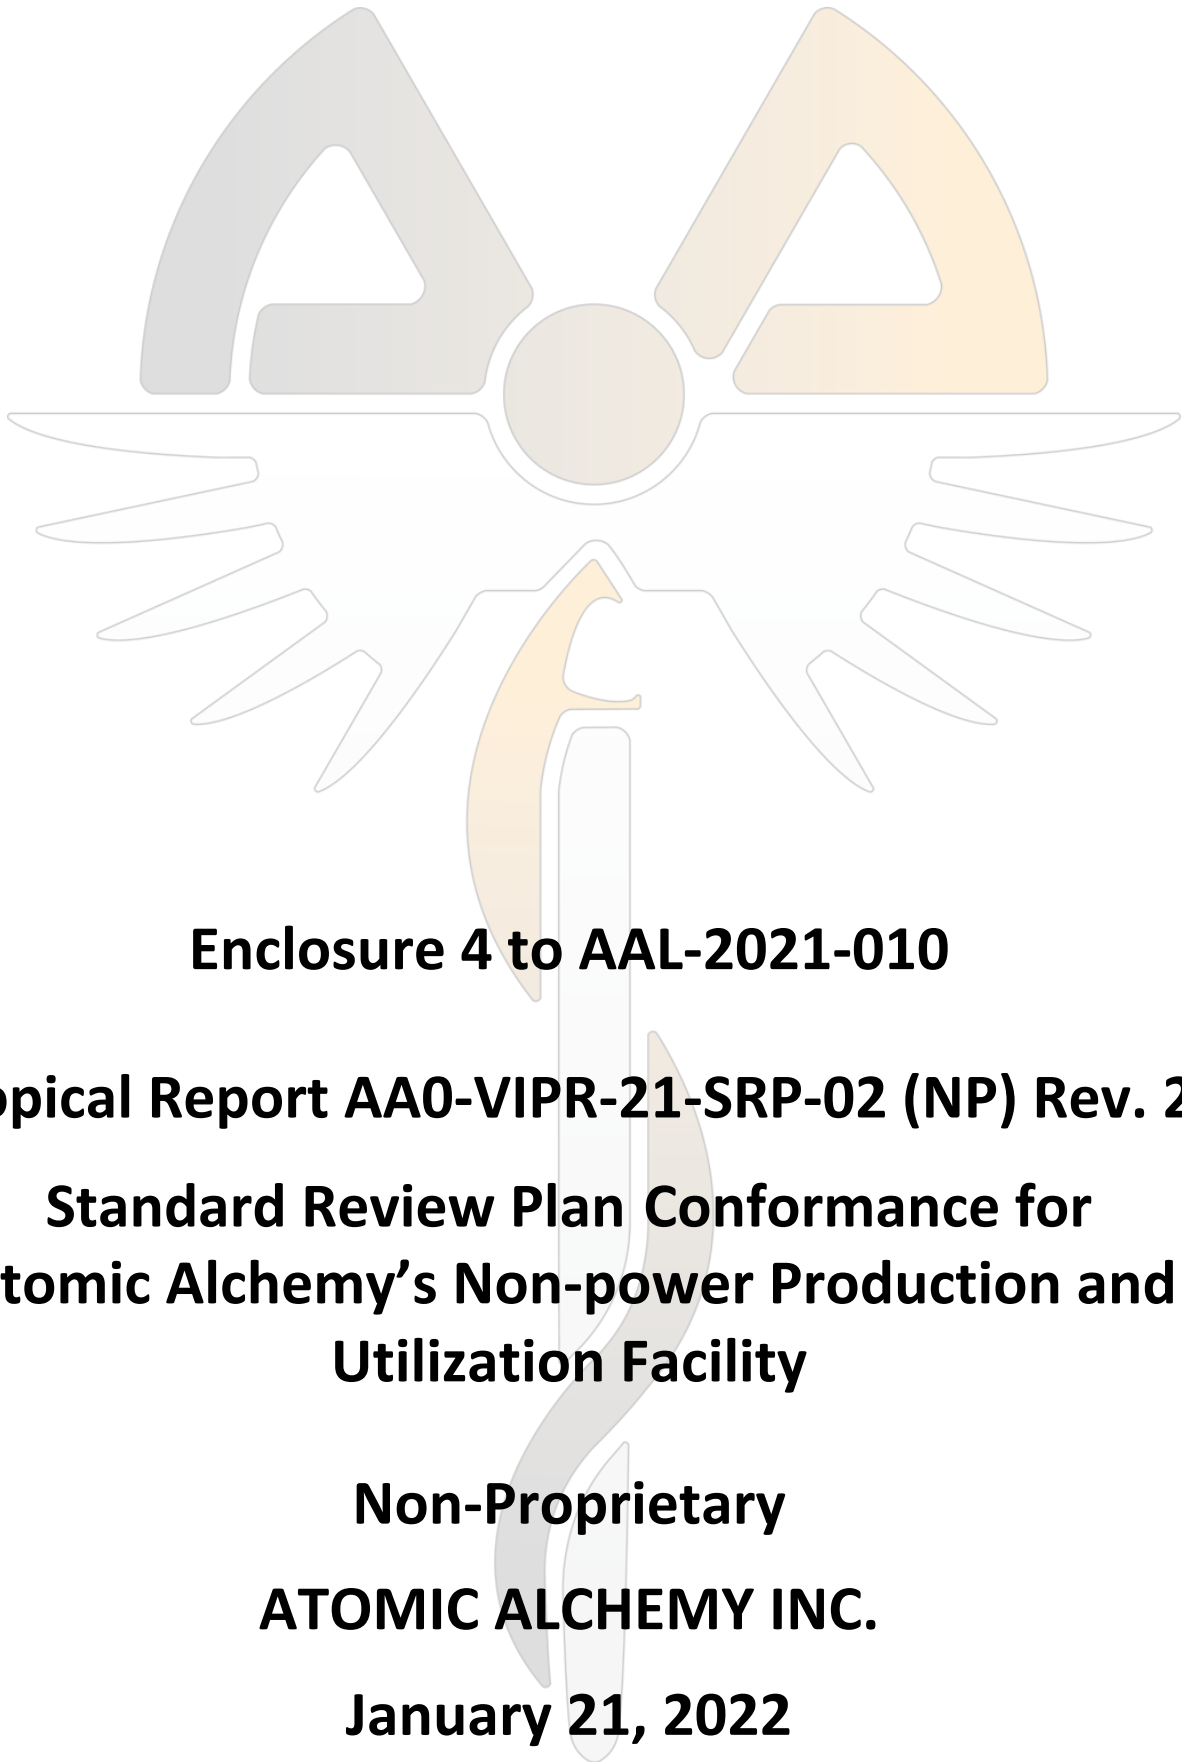 Enclosure 4 to AAL-2021-010
opical Report AA0-VIPR-21-SRP-02 (NP) Rev. 2
Standard Review Plan Conformance for
tomic Alchemy’s Non-power Production and
Utilization Facility
Non-Proprietary
ATOMIC ALCHEMY INC.
January 21, 2022